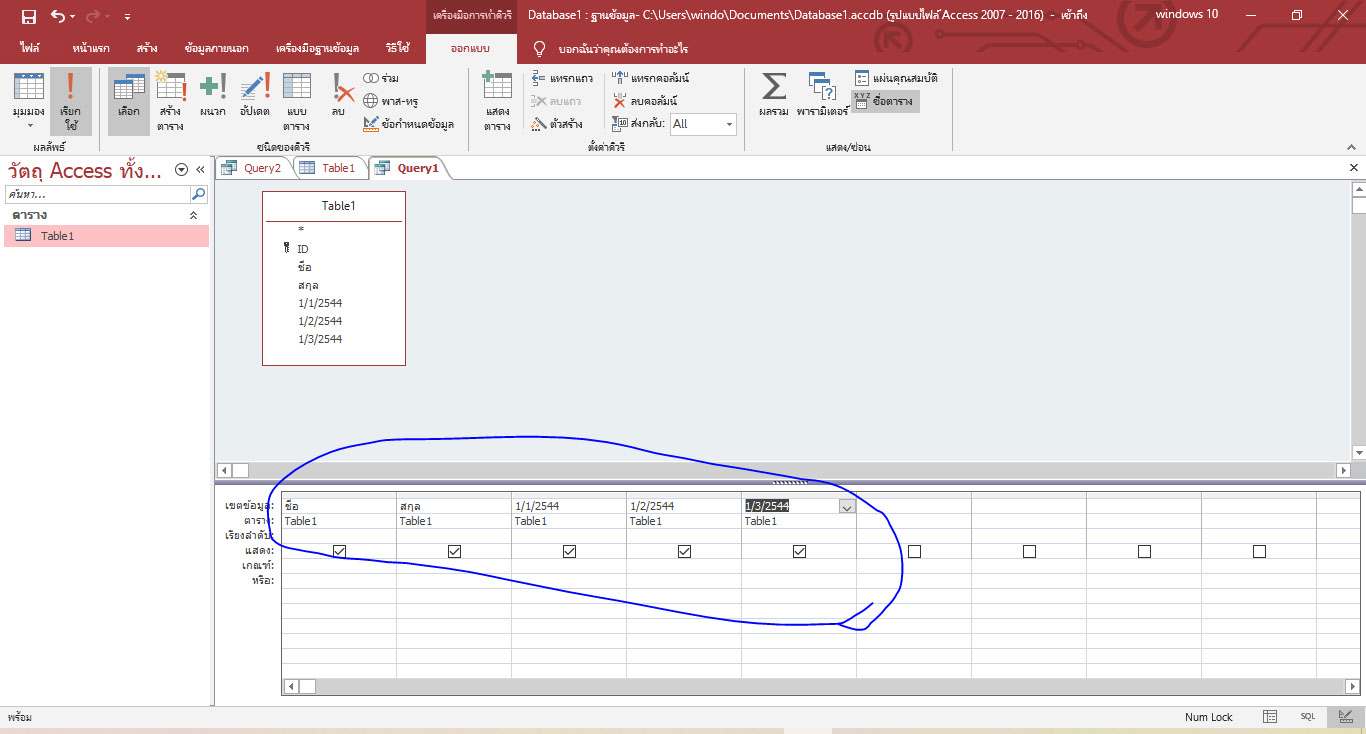 เครื่องมือการทำคิวรี
Database1 : ฐานข้อมูล- C:\Users\windo\Documents\Database1.accdb (รูปแบบไฟล์ Access 2007 - 2016) - เข้าถึง
windows 10
ไฟล์ หน้าแรก สร้าง ข้อมูลภายนอก เครื่องมือฐานข้อมูล วิธีใช้ ออกแบบ บอกฉันว่าคุณต้องการทำอะไร
มุมมอง
เรียก
ใช้
ผลลัพธ์
เลือก
สร้าง
ตาราง
ผนวก
อัปเดต
แบบ
ตาราง
ลบ
ร่วม
พาส-ทรู
ข้อกำหนดข้อมูล
ชนิดของคิวรี
แสดง
ตาราง
แทรกแถว
ลบแถว
ตัวสร้าง
แทรกคอลัมน์
ลบคอลัมน์
ส่งกลับ: All
ตั้งค่าคิวรี
ผลรวม
พารามิเตอร์
แผ่นคุณสมบัติ
XYZ
ชื่อตาราง
แสดง/ซ่อน
วัตถุ Access ทั้ง...
ค้นหา...
ตาราง
Table1
Query2 Table1 Query1
Table1
*
ID
ชื่อ
สกุล
1/1/2544
1/2/2544
1/3/2544
เขตข้อมูล: ชื่อ สกุล 1/1/2544 1/2/2544 1/3/2544
ตาราง: Table1 Table1 Table1 Table1 Table1
เรียงลำดับ:
แสดง:
เกณฑ์:
หรือ:
พร้อม
Num Lock
SQL